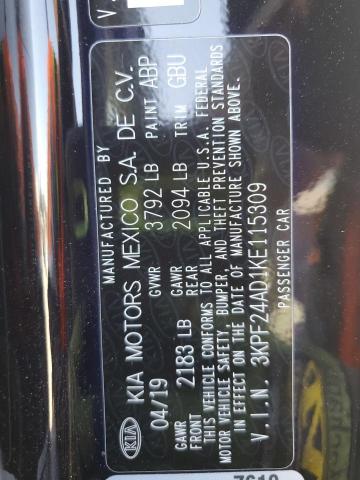 MANUFACTURED BY
KIA KIA MOTORS MEXICO S.A. DE C.V.
04/19 GVWR 3792 LB PAINT ABP
GAWR FRONT 2183 LB GAWR REAR 2094 LB TRIM GBU
THIS VEHICLE CONFORMS TO ALL APPLICABLE U.S.A. FEDERAL
MOTOR VEHICLE SAFETY, BUMPER, AND THEFT PREVENTION STANDARDS
IN EFFECT ON THE DATE OF MANUFACTURE SHOWN ABOVE.
V.I.N. 3KPF24AD1KE115309
PASSENGER CAR